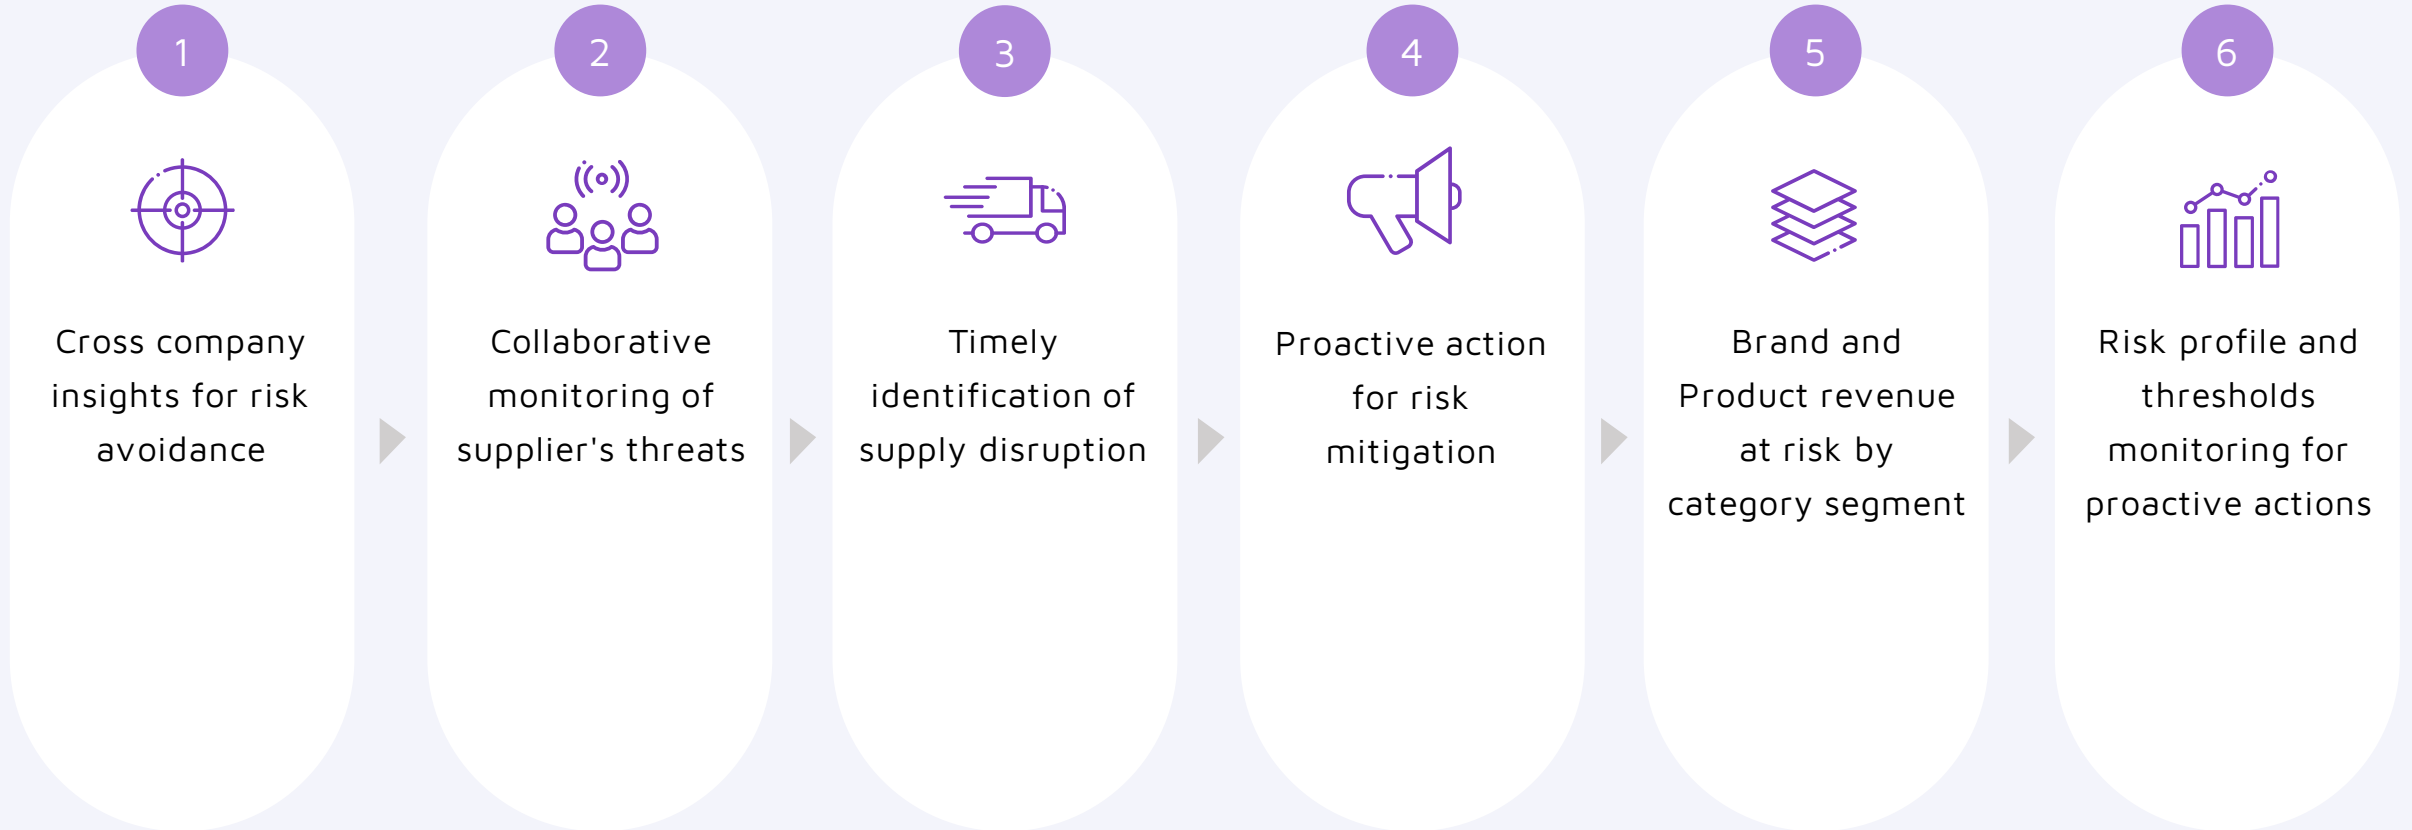 1
Cross company
insights for risk
avoidance
2
Collaborative
monitoring of
supplier's threats
3
Timely
identification of
supply disruption
4
Proactive action
for risk
mitigation
5
Brand and
Product revenue
at risk by
category segment
6
Risk profile and
thresholds
monitoring for
proactive actions